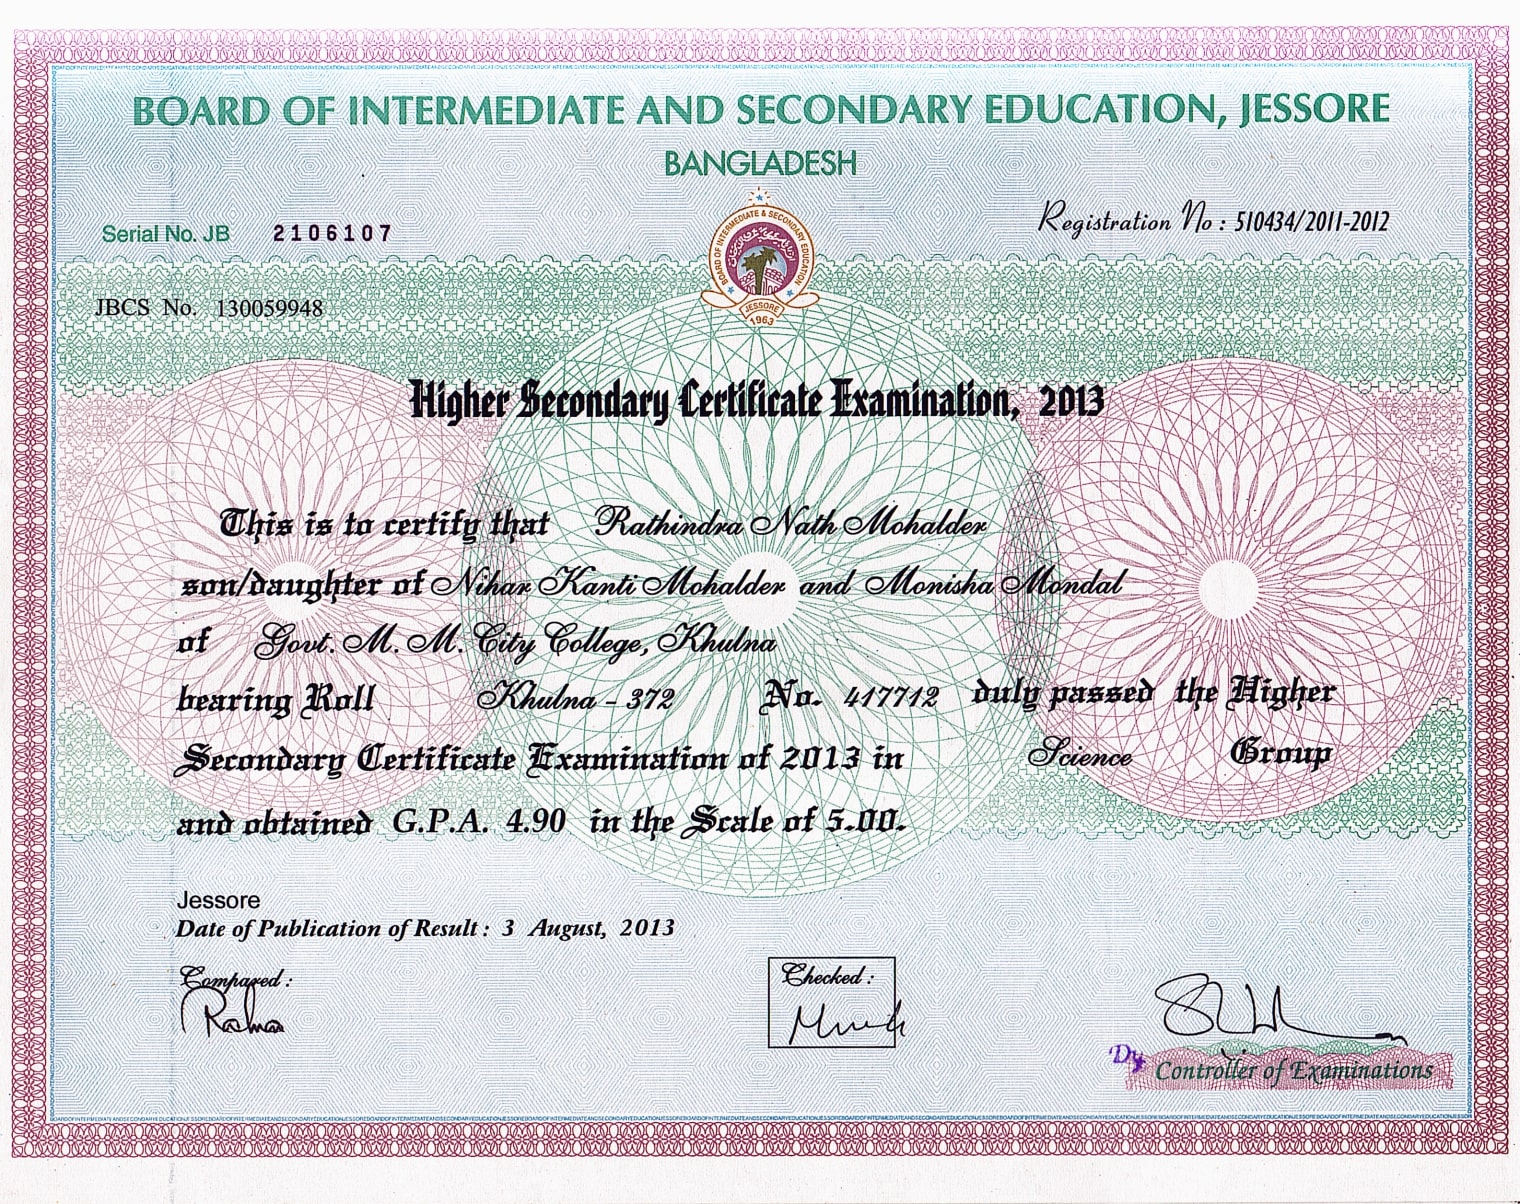 BOARD OF INTERMEDIATE AND SECONDARY EDUCATION, JESSORE
BANGLADESH
Serial No. JB 2106107
Registration No : 510434/2011-2012
BOARD OF INTERMEDIATE & SECONDARY EDUCATION
JESSORE
1963
JBCS No. 130059948
Higher Secondary Certificate Examination, 2013
This is to certify that Rathindra Nath Mohalder
son/daughter of Nihar Kanti Mohalder and Monisha Mondal
of Govt. M. M. City College, Khulna
bearing Roll Khulna - 372 No. 417712 duly passed the Higher
Secondary Certificate Examination of 2013 in Science Group
and obtained G.P.A. 4.90 in the Scale of 5.00.
Jessore
Date of Publication of Result : 3 August, 2013
Compared :
Checked :
Dy
Controller of Examinations